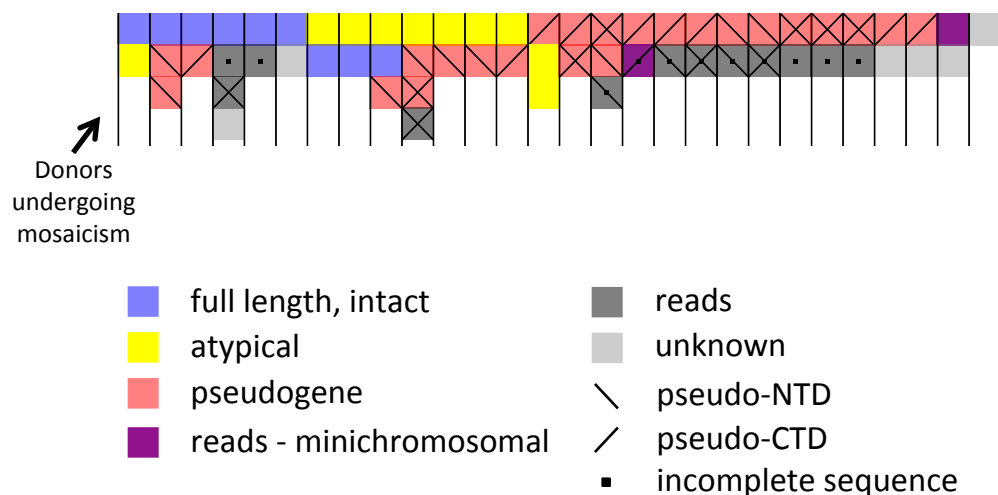 Donors
undergoing
mosaicism
full length, intact
atypical
pseudogene
reads - minichromosomal
reads
unknown
pseudo-NTD
pseudo-CTD
incomplete sequence